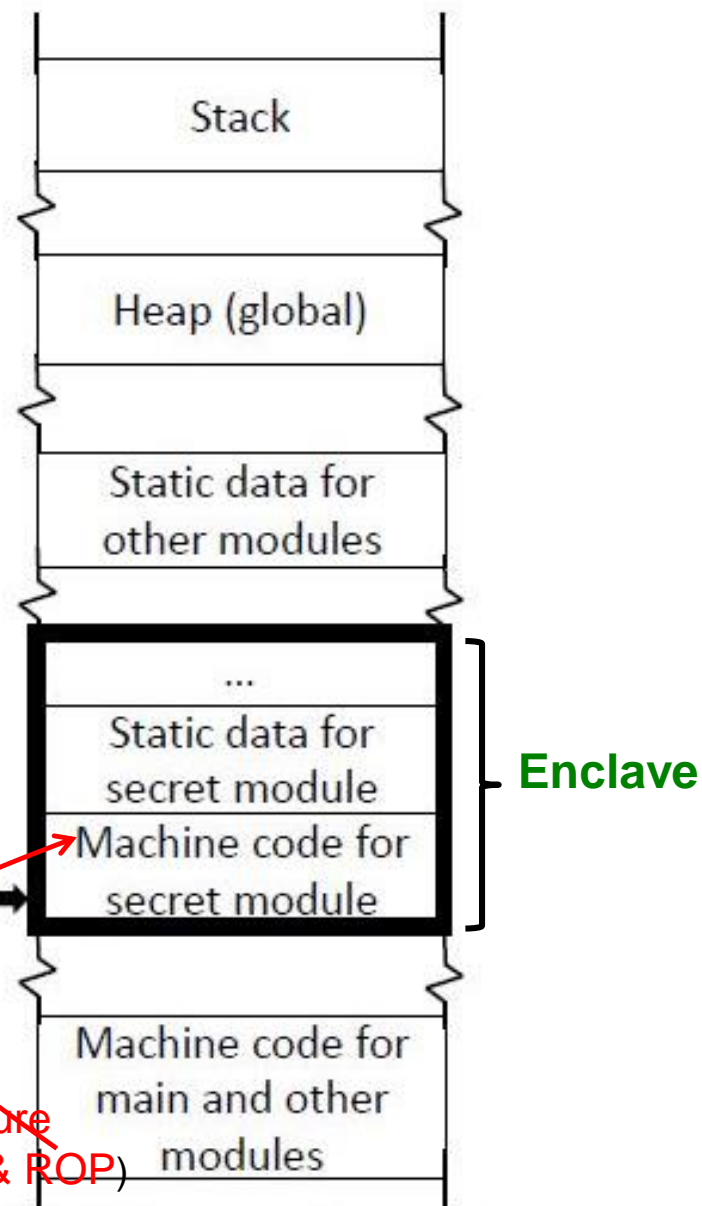 Stack
Heap (global)
Static data for
other modules
...
Static data for
secret module
Enclave
Machine code for
secret module
Machine code for
main and other
modules
& ROP)